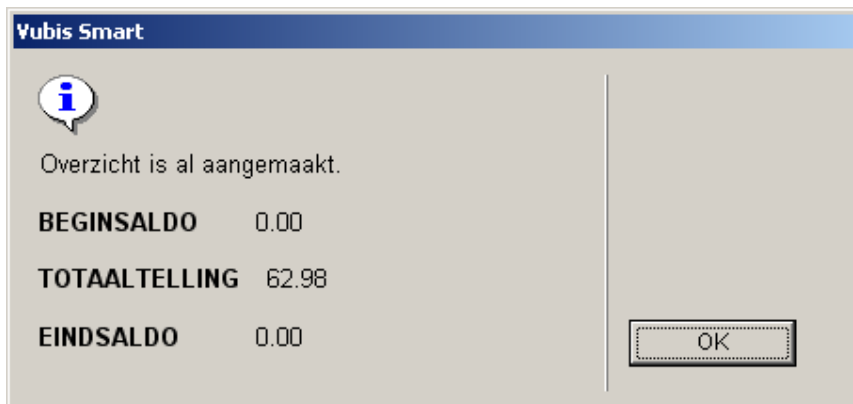 Vubis Smart
Overzicht is al aangemaakt.
BEGINSALDO 0.00
TOTAALTELLING 62.98
EINDSALDO 0.00
OK